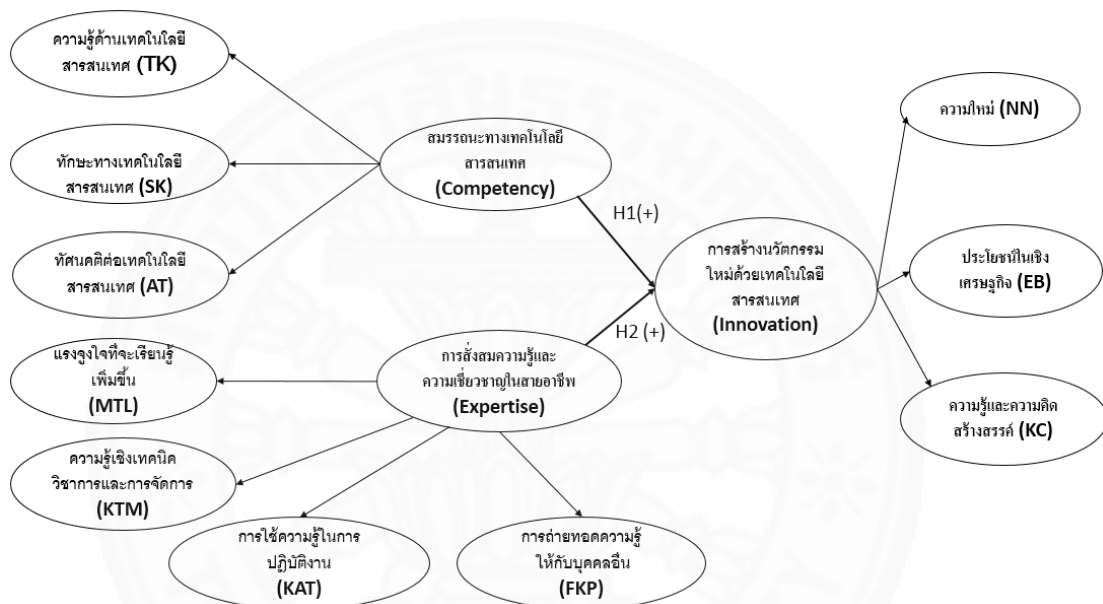 ความรู้ด้านเทคโนโลยี
สารสนเทศ (TK)
ทักษะทางเทคโนโลยี
สารสนเทศ (SK)
ทัศนคติต่อเทคโนโลยี
สารสนเทศ (AT)
แรงจูงใจที่จะเรียนรู้
เพิ่มขึ้น
(MTL)
ความรู้เชิงเทคนิค
วิชาการและการจัดการ
(KTM)
การใช้ความรู้ในการ
ปฏิบัติงาน
(KAT)
การถ่ายทอดความรู้
ให้กับบุคคลอื่น
(FKP)
สมรรถนะทางเทคโนโลยี
สารสนเทศ
(Competency)
การสั่งสมความรู้และ
ความเชี่ยวชาญในสายอาชีพ
(Expertise)
H1(+)
H2 (+)
การสร้างนวัตกรรม
ใหม่ด้วยเทคโนโลยี
สารสนเทศ
(Innovation)
ความใหม่ (NN)
ประโยชน์ในเชิง
เศรษฐกิจ (EB)
ความรู้และความคิด
สร้างสรรค์ (KC)